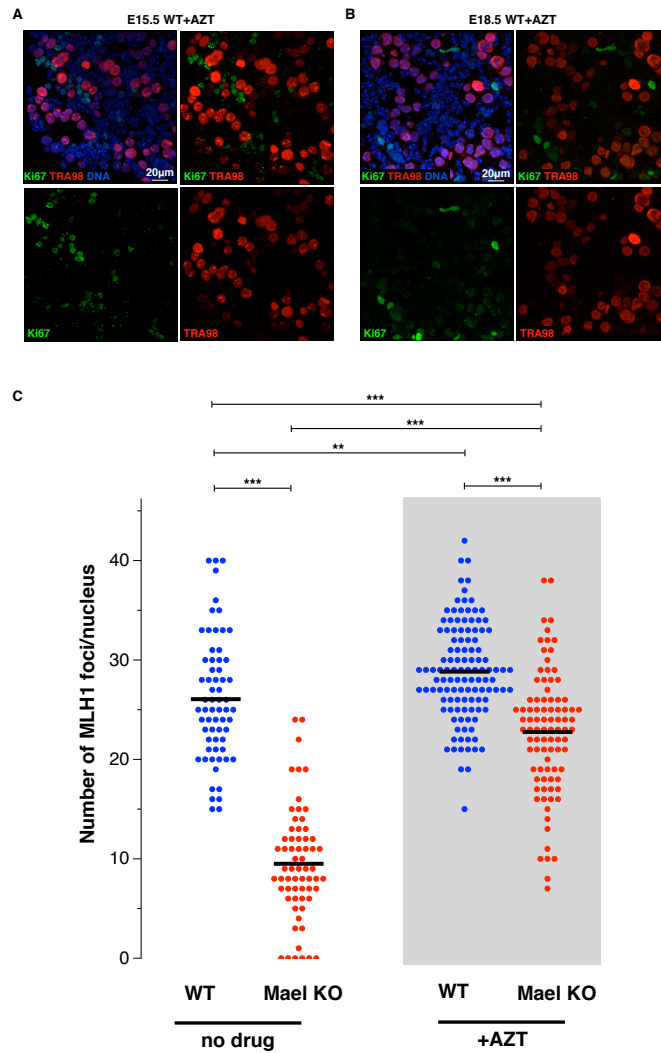 A
E15.5 WT+AZT
B
E18.5 WT+AZT
Ki67 TRA98 DNA 20µm
Ki67 TRA98
Ki67 TRA98 DNA 20µm
Ki67 TRA98
Ki67
TRA98
Ki67
TRA98
C
***
***
**
***
***
Number of MLH1 foci/nucleus
40
30
20
10
0
WT
Mael KO
WT
Mael KO
no drug
+AZT